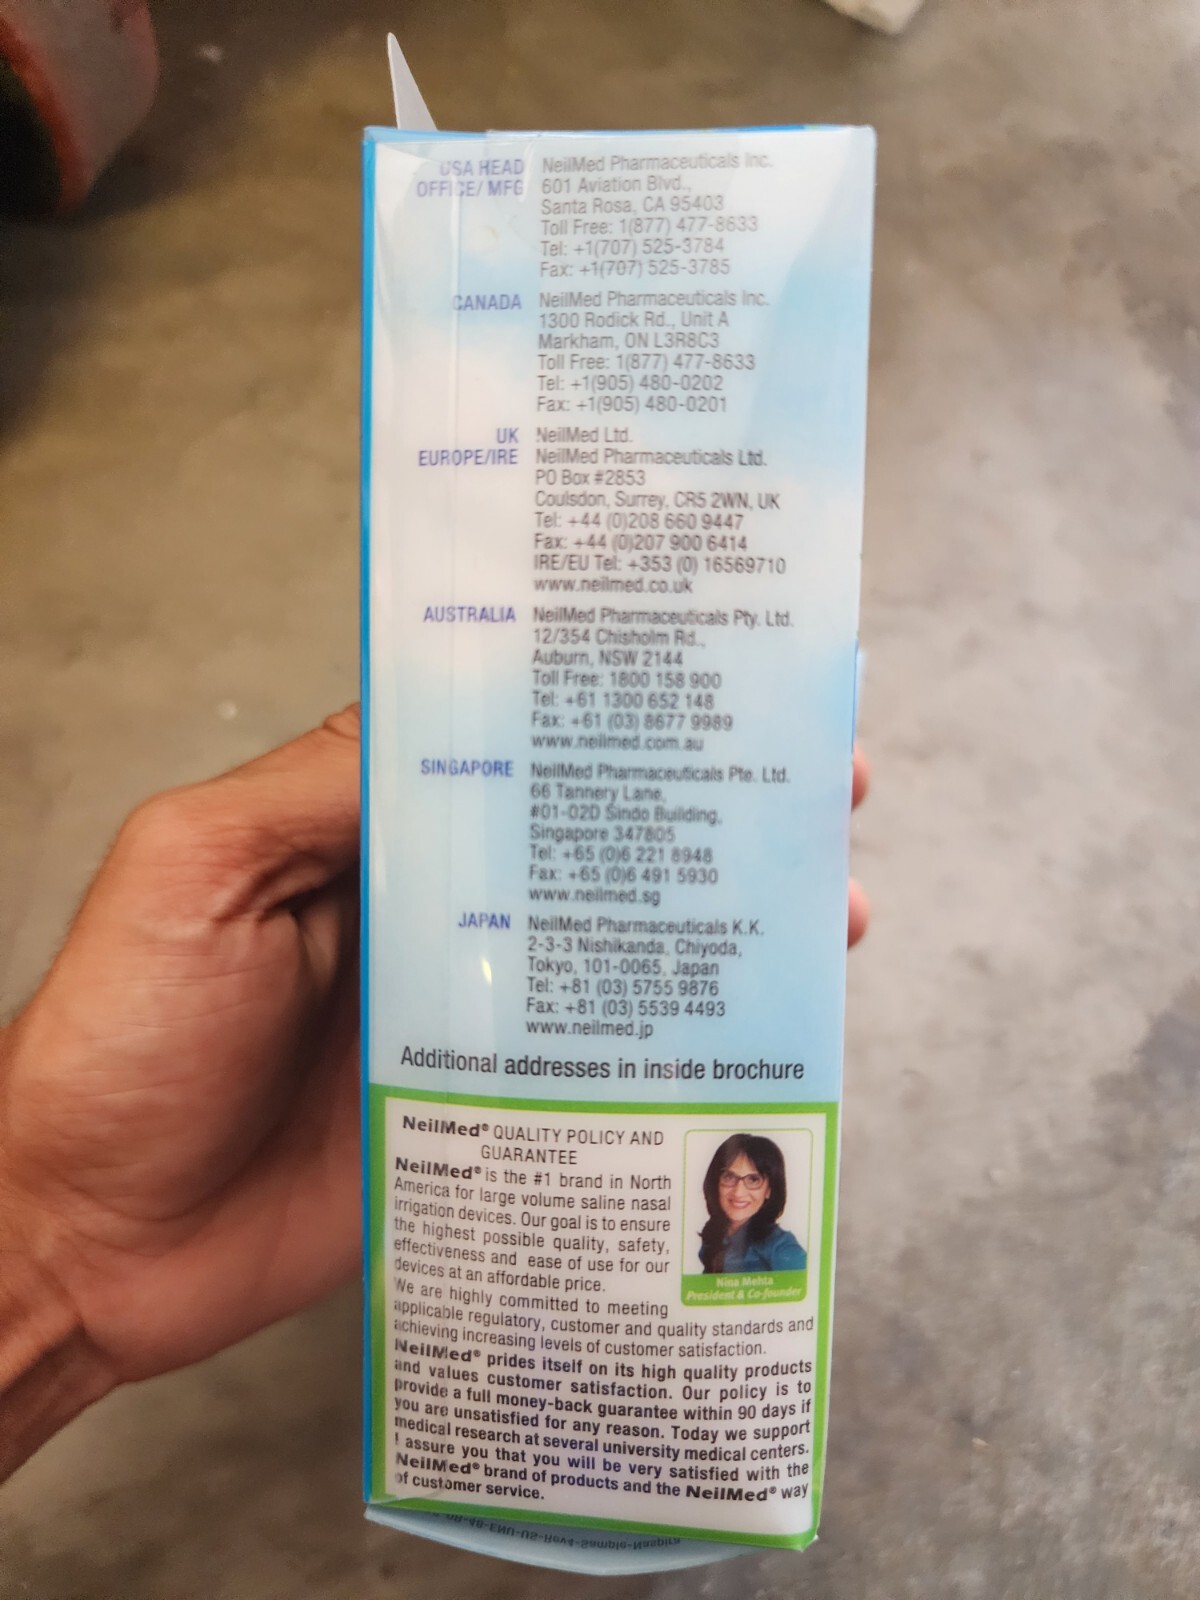 USA HEAD NeilMed Pharmaceuticals Inc.
OFFICE/ MFG 601 Aviation Blvd.,
Santa Rosa, CA 95403
Toll Free: 1(877) 477-8633
Tel: +1(707) 525-3784
Fax: +1(707) 525-3785
CANADA NeilMed Pharmaceuticals Inc.
1300 Rodick Rd., Unit A
Markham, ON L3R8C3
Toll Free: 1(877) 477-8633
Tel: +1(905) 480-0202
Fax: +1(905) 480-0201
UK NeilMed Ltd.
EUROPE/IRE NeilMed Pharmaceuticals Ltd.
PO Box #2853
Coulsdon, Surrey, CR5 2WN, UK
Tel: +44 (0)208 660 9447
Fax: +44 (0)207 900 6414
IRE/EU Tel: +353 (0) 16569710
www.neilmed.co.uk
AUSTRALIA NeilMed Pharmaceuticals Pty. Ltd.
12/354 Chisholm Rd.,
Auburn, NSW 2144
Toll Free: 1800 158 900
Tel: +61 1300 652 148
Fax: +61 (03) 8677 9989
www.neilmed.com.au
SINGAPORE NeilMed Pharmaceuticals Pte. Ltd.
66 Tannery Lane,
#01-02D Sindo Building,
Singapore 347805
Tel: +65 (0)6 221 8948
Fax: +65 (0)6 491 5930
www.neilmed.sg
JAPAN NeilMed Pharmaceuticals K.K.
2-3-3 Nishikanda, Chiyoda,
Tokyo, 101-0065, Japan
Tel: +81 (03) 5755 9876
Fax: +81 (03) 5539 4493
www.neilmed.jp
Additional addresses in inside brochure
NeilMed® QUALITY POLICY AND
GUARANTEE
NeilMed® is the #1 brand in North
America for large volume saline nasal
irrigation devices. Our goal is to ensure
the highest possible quality, safety,
effectiveness and ease of use for our
devices at an affordable price.
Nina Mehta
President & Co-founder
We are highly committed to meeting
applicable regulatory, customer and quality standards and
achieving increasing levels of customer satisfaction.
NeilMed® prides itself on its high quality products
and values customer satisfaction. Our policy is to
provide a full money-back guarantee within 90 days if
you are unsatisfied for any reason. Today we support
medical research at several university medical centers.
I assure you that you will be very satisfied with the
NeilMed® brand of products and the NeilMed® way
of customer service.
-48-ENU-US-Rev4-Sample-Naspira